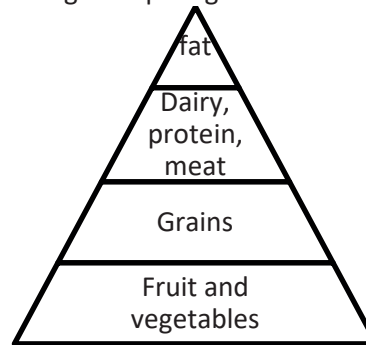 fat
Dairy,
protein,
meat
Grains
Fruit and
vegetables